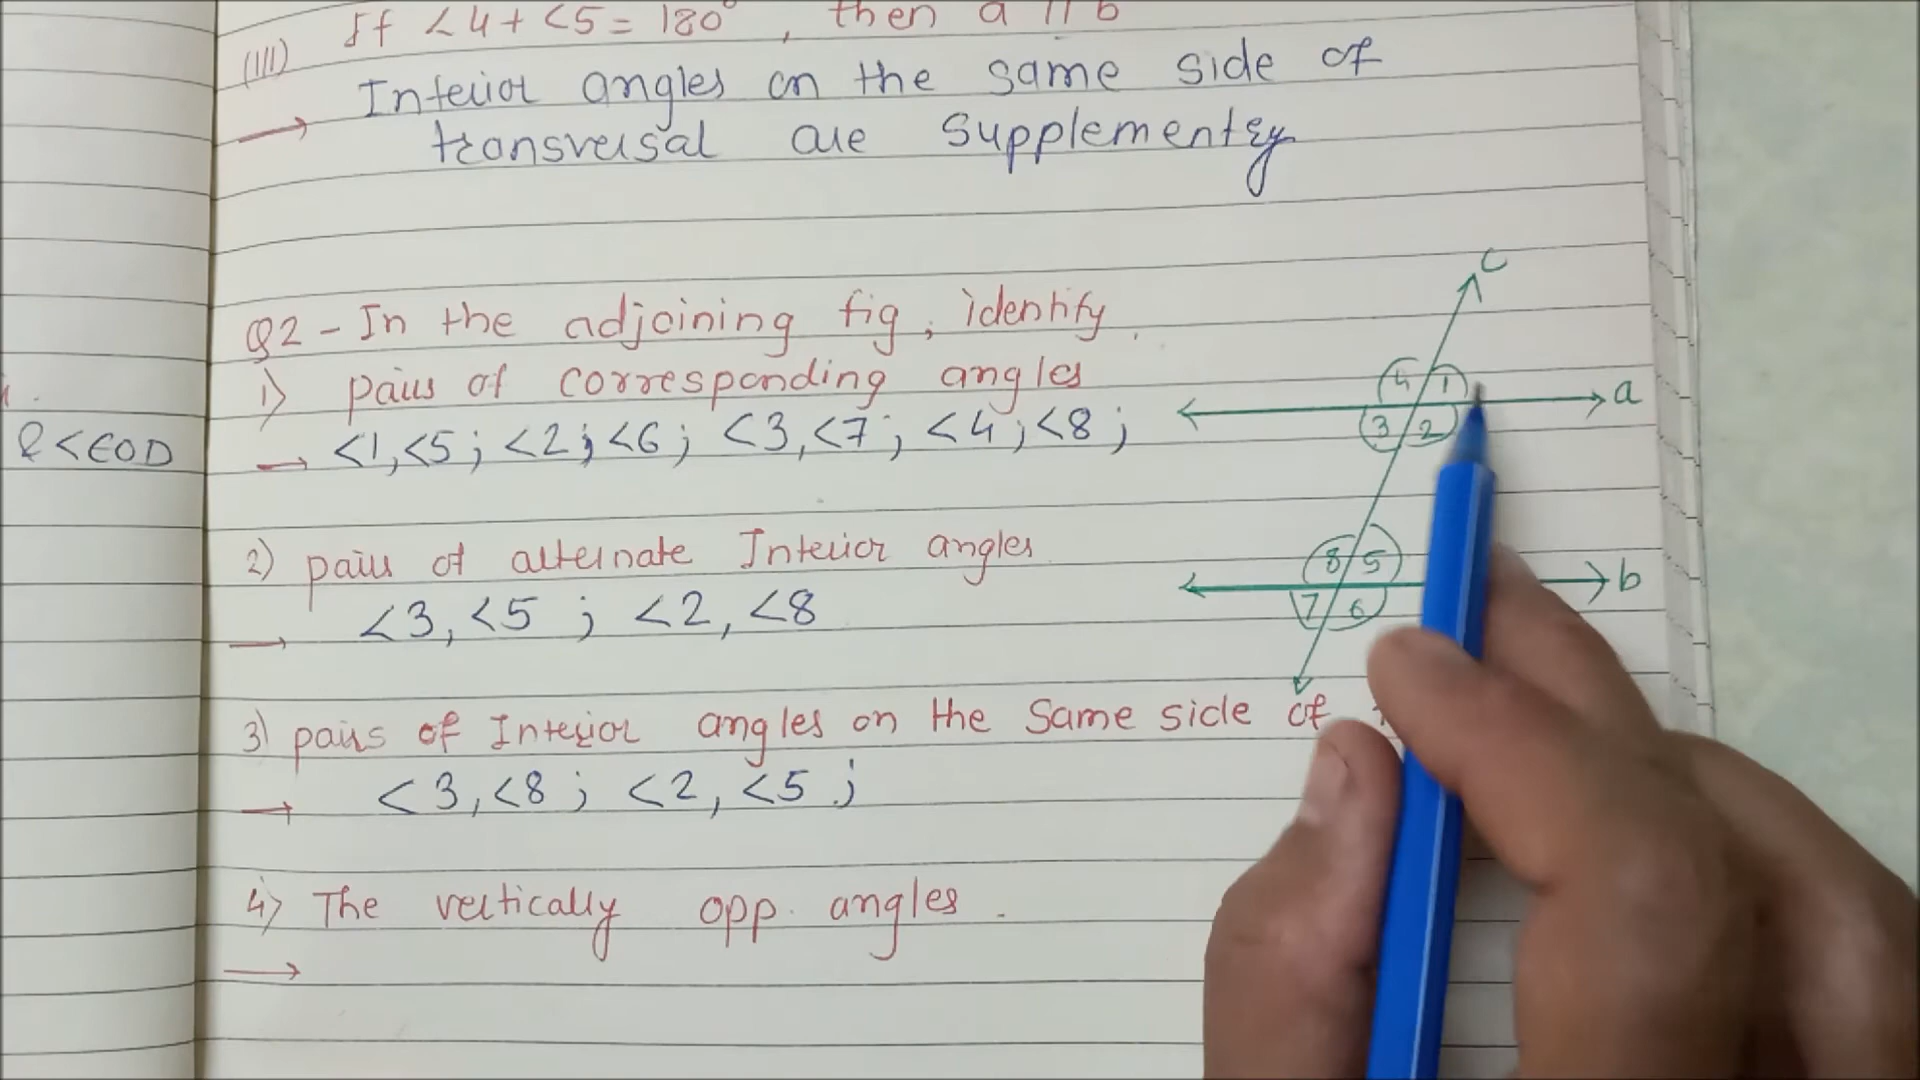 If <4 + <5 = 180°, then a || b
(III)
Interior angles on the same side of
transversal are supplementry
Q2 - In the adjoining fig, identify
1) pairs of corresponding angles
<1, <5 ; <2 ; <6 ; <3, <7 ; <4 ; <8 ;
& <EOD
2) pairs of alternate Interior angles
<3, <5 ; <2, <8
3) pairs of Interior angles on the same side of
<3, <8 ; <2, <5 ;
4) The vertically opp. angles.
c
4 1
a
3 2
8 5
b
7 6